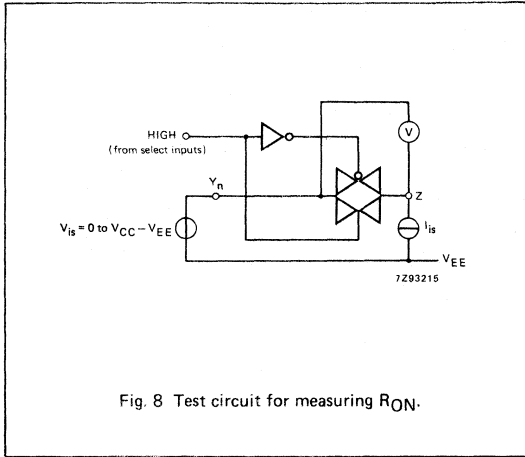 HIGH
(from select inputs)
V
Yn
Z
Vis = 0 to VCC – VEE
Iis
VEE
7Z93215
Fig. 8 Test circuit for measuring RON.